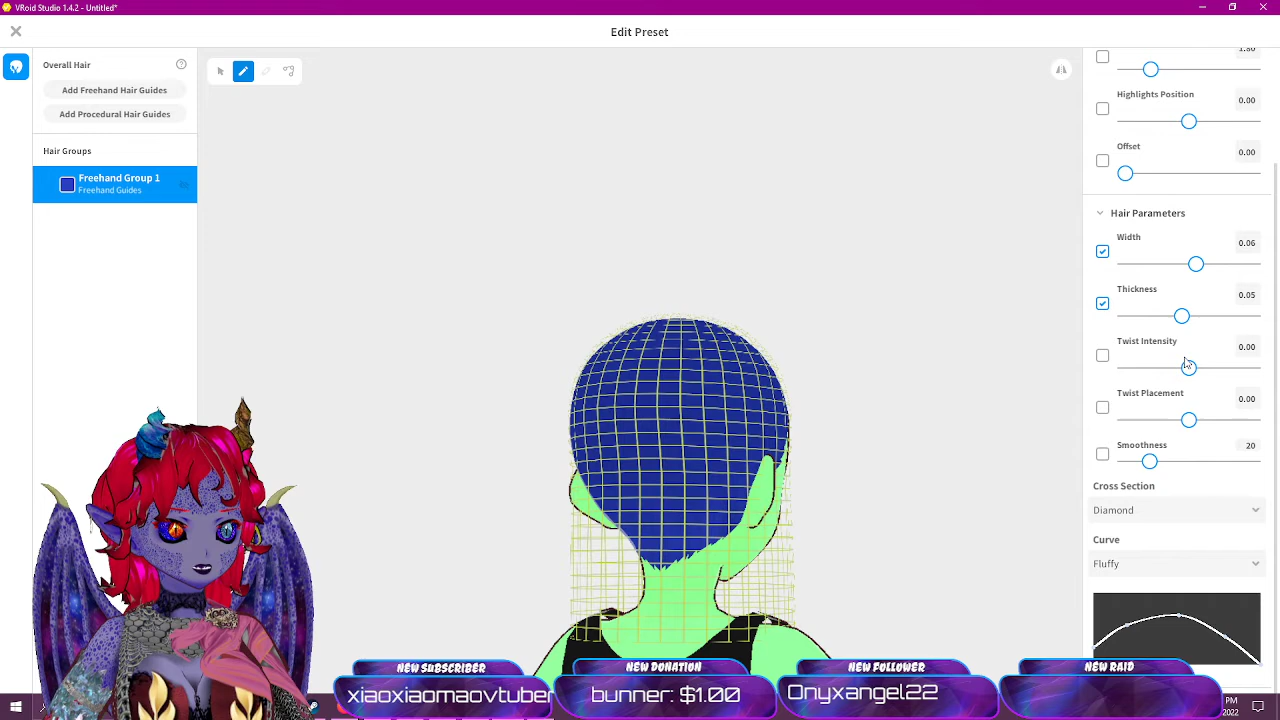 VRoid Studio 1.4.2 - Untitled*
Edit Preset
Overall Hair
Add Freehand Hair Guides
Add Procedural Hair Guides
Hair Groups
Freehand Group 1
Freehand Guides
1.80
Highlights Position
0.00
Offset
0.00
Hair Parameters
Width
0.06
Thickness
0.05
Twist Intensity
0.00
Twist Placement
0.00
Smoothness
20
Cross Section
Diamond
Curve
Fluffy
NEW SUBSCRIBER
xiaoxiaomaovtuber
NEW DONATION
bunner: $1.00
NEW FOLLOWER
Onyxangel22
NEW RAID
PM